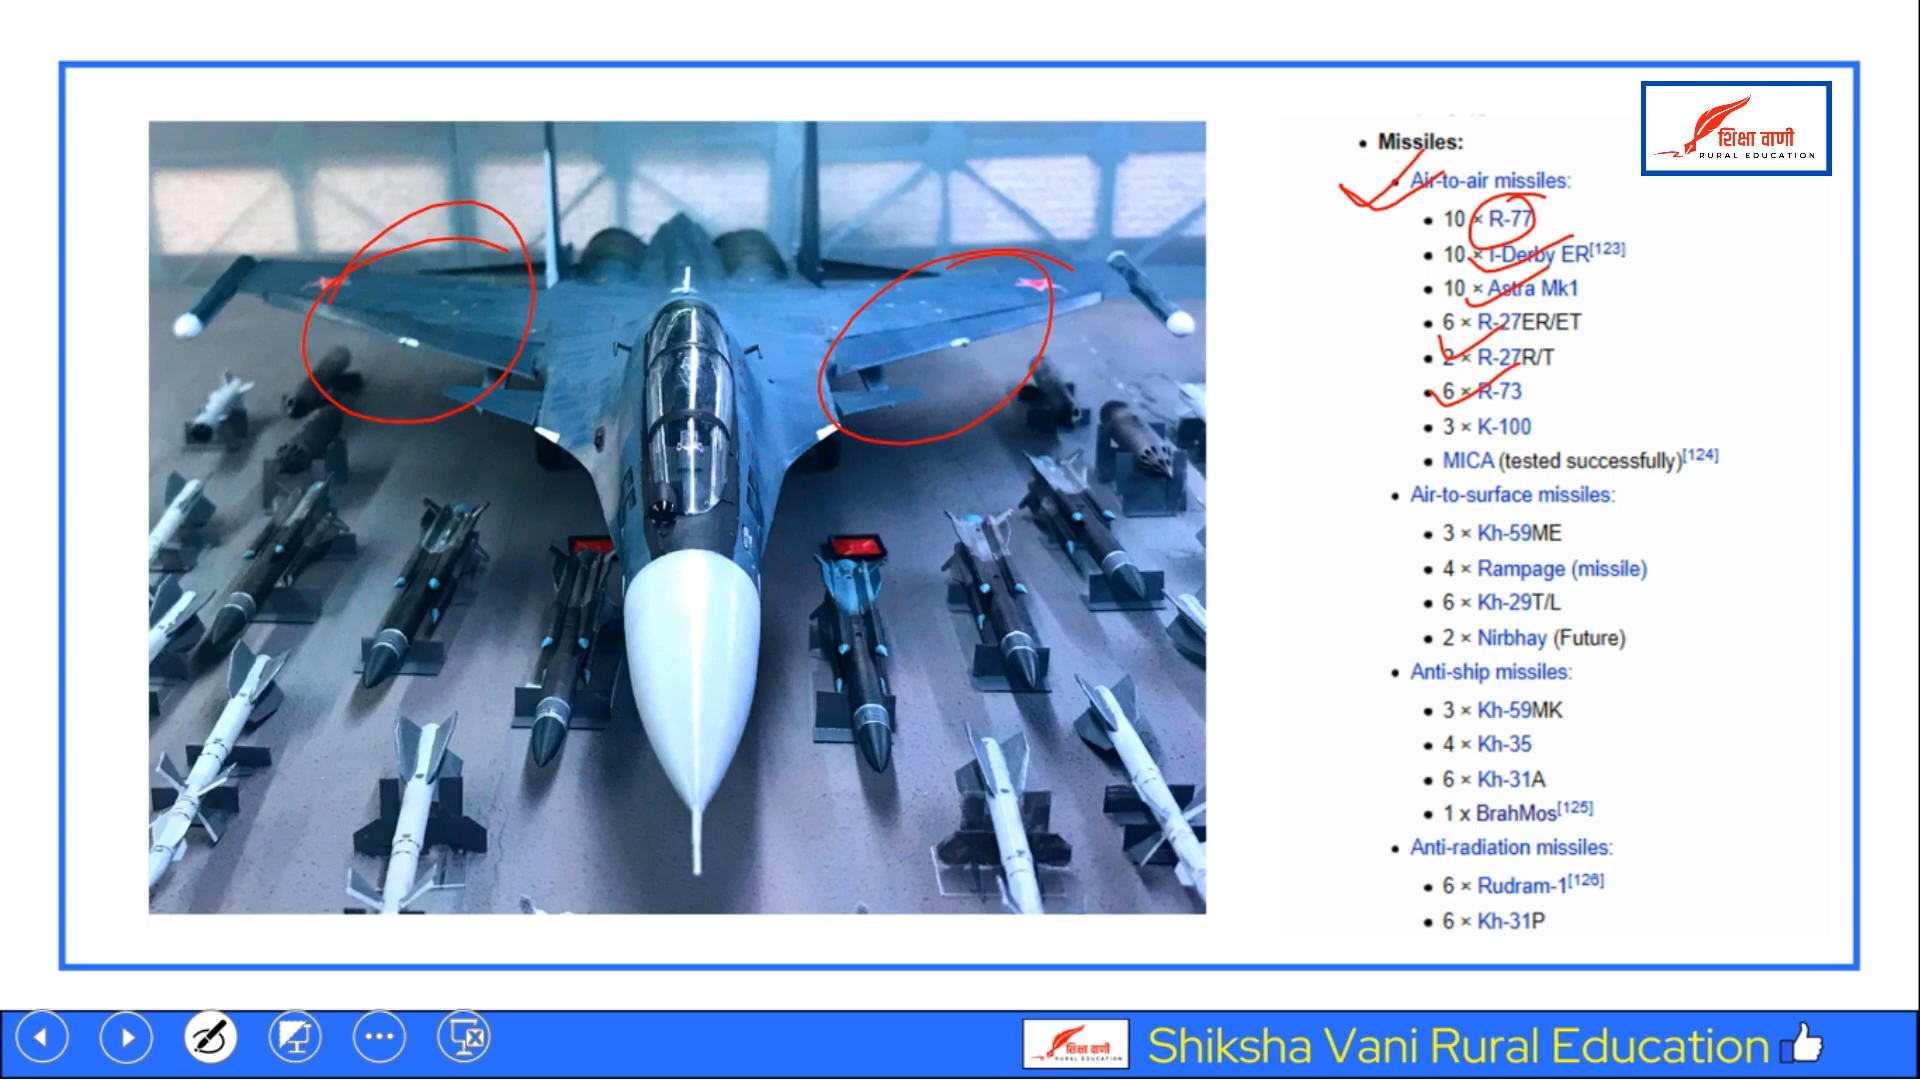 शिक्षा वाणी
RURAL EDUCATION
• Missiles:
• Air-to-air missiles:
• 10 × R-77
• 10 × I-Derby ER[123]
• 10 × Astra Mk1
• 6 × R-27ER/ET
• 2 × R-27R/T
• 6 × R-73
• 3 × K-100
• MICA (tested successfully)[124]
• Air-to-surface missiles:
• 3 × Kh-59ME
• 4 × Rampage (missile)
• 6 × Kh-29T/L
• 2 × Nirbhay (Future)
• Anti-ship missiles:
• 3 × Kh-59MK
• 4 × Kh-35
• 6 × Kh-31A
• 1 x BrahMos[125]
• Anti-radiation missiles:
• 6 × Rudram-1[126]
• 6 × Kh-31P
शिक्षा वाणी
RURAL EDUCATION
Shiksha Vani Rural Education